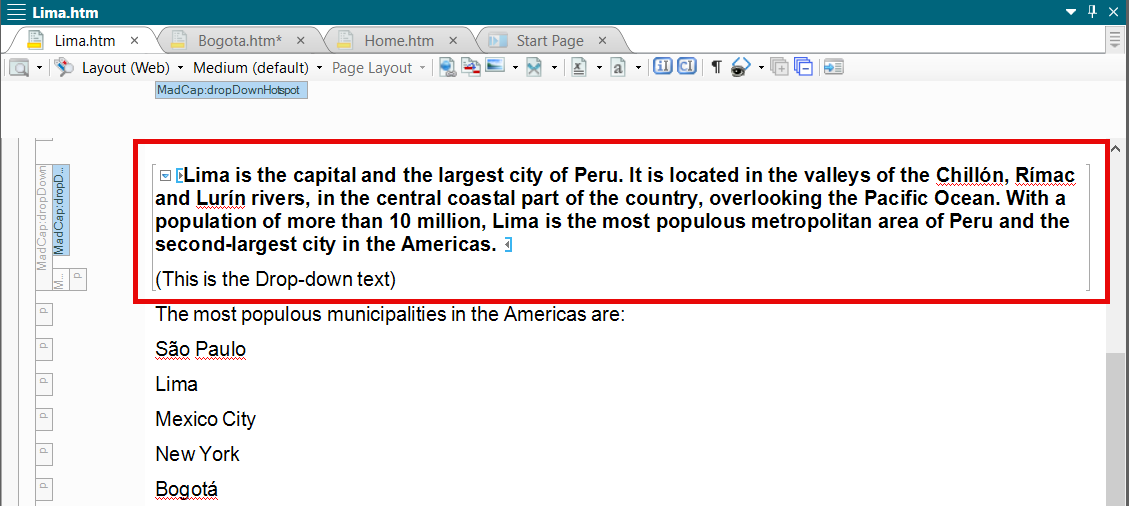 Lima.htm
Lima.htm Bogota.htm* Home.htm Start Page
Layout (Web) Medium (default) Page Layout
MadCap:dropDownHotspot
MadCap:dropDown
MadCap:dropD...
Lima is the capital and the largest city of Peru. It is located in the valleys of the Chillón, Rímac
and Lurín rivers, in the central coastal part of the country, overlooking the Pacific Ocean. With a
population of more than 10 million, Lima is the most populous metropolitan area of Peru and the
second-largest city in the Americas.
M... p
(This is the Drop-down text)
p
The most populous municipalities in the Americas are:
p
São Paulo
p
Lima
p
Mexico City
p
New York
p
Bogotá